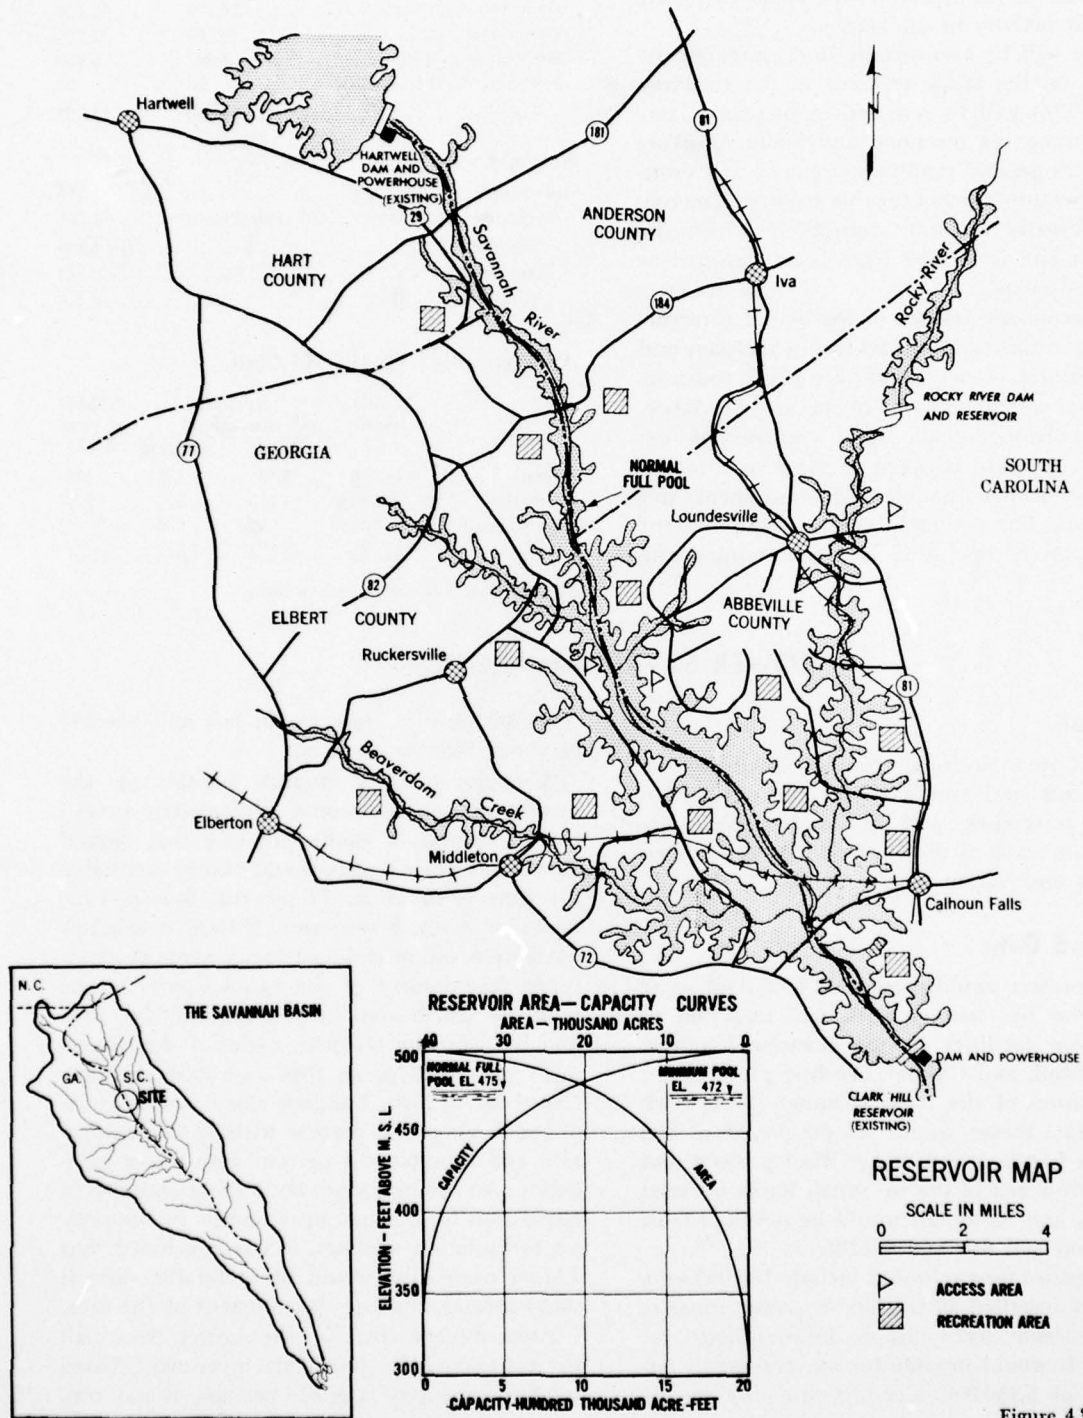 Hartwell
HARTWELL
DAM AND
POWERHOUSE
(EXISTING)
29
181
81
ANDERSON
COUNTY
HART
COUNTY
Savannah
River
184
Iva
Rocky River
ROCKY RIVER DAM
AND RESERVOIR
77
GEORGIA
NORMAL
FULL POOL
SOUTH
CAROLINA
Loundesville
82
ELBERT COUNTY
ABBEVILLE
COUNTY
Ruckersville
81
Beaverdam
Creek
Elberton
Middleton
Calhoun Falls
72
DAM AND POWERHOUSE
CLARK HILL
RESERVOIR
(EXISTING)
N.C.
THE SAVANNAH BASIN
GA.
S.C.
SITE
RESERVOIR AREA—CAPACITY CURVES
AREA—THOUSAND ACRES
40 30 20 10 0
500
450
400
350
300
NORMAL FULL
POOL EL. 475
MINIMUM POOL
EL. 472
CAPACITY
AREA
ELEVATION - FEET ABOVE M. S. L.
0 5 10 15 20
CAPACITY-HUNDRED THOUSAND ACRE-FEET
RESERVOIR MAP
SCALE IN MILES
0 2 4
ACCESS AREA
RECREATION AREA